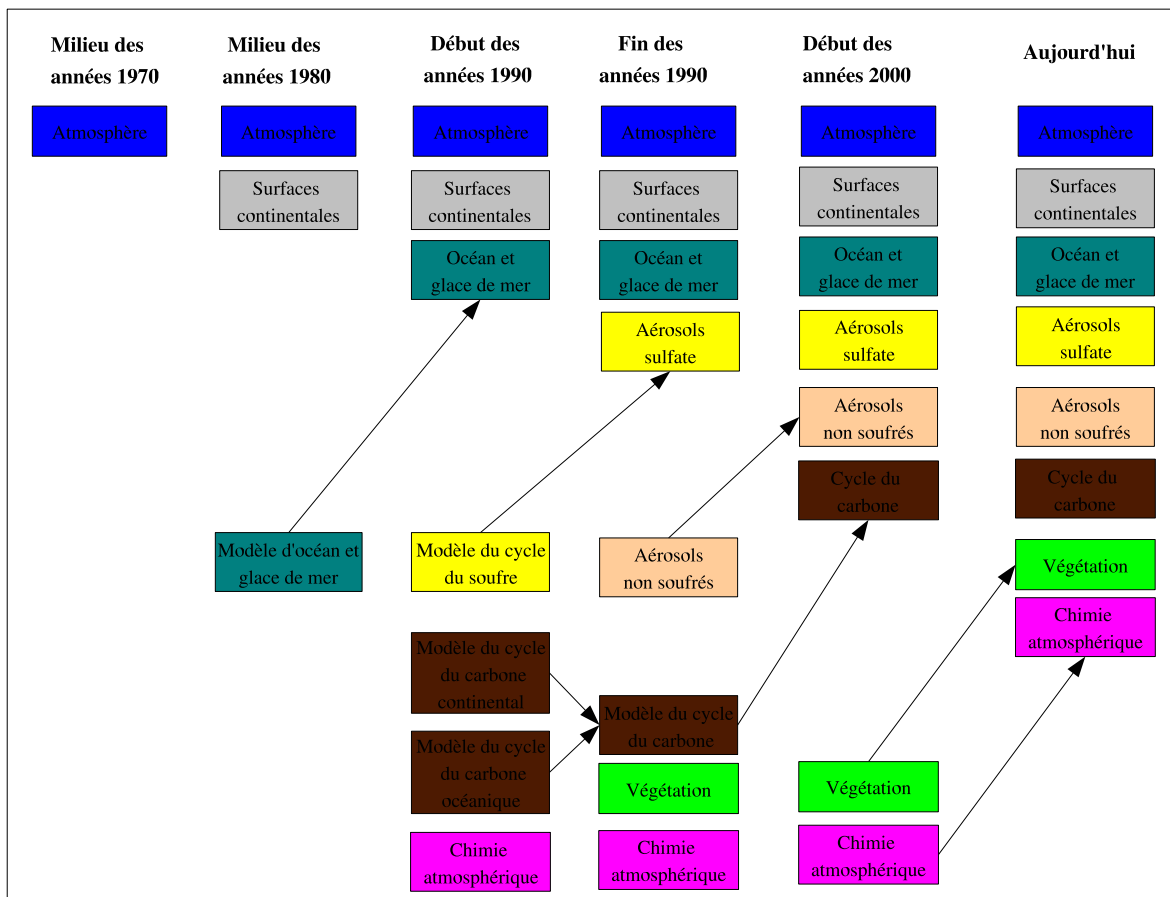 Milieu des
années 1970
Milieu des
années 1980
Début des
années 1990
Fin des
années 1990
Début des
années 2000
Aujourd'hui
Atmosphère
Atmosphère
Atmosphère
Atmosphère
Atmosphère
Atmosphère
Surfaces
continentales
Surfaces
continentales
Surfaces
continentales
Surfaces
continentales
Surfaces
continentales
Océan et
glace de mer
Océan et
glace de mer
Océan et
glace de mer
Océan et
glace de mer
Aérosols
sulfate
Aérosols
sulfate
Aérosols
sulfate
Aérosols
non soufrés
Aérosols
non soufrés
Cycle du
carbone
Cycle du
carbone
Modèle d'océan et
glace de mer
Modèle du cycle
du soufre
Aérosols
non soufrés
Végétation
Chimie
atmosphérique
Modèle du cycle
du carbone
continental
Modèle du cycle
du carbone
Modèle du cycle
du carbone
océanique
Végétation
Végétation
Chimie
atmosphérique
Chimie
atmosphérique
Chimie
atmosphérique